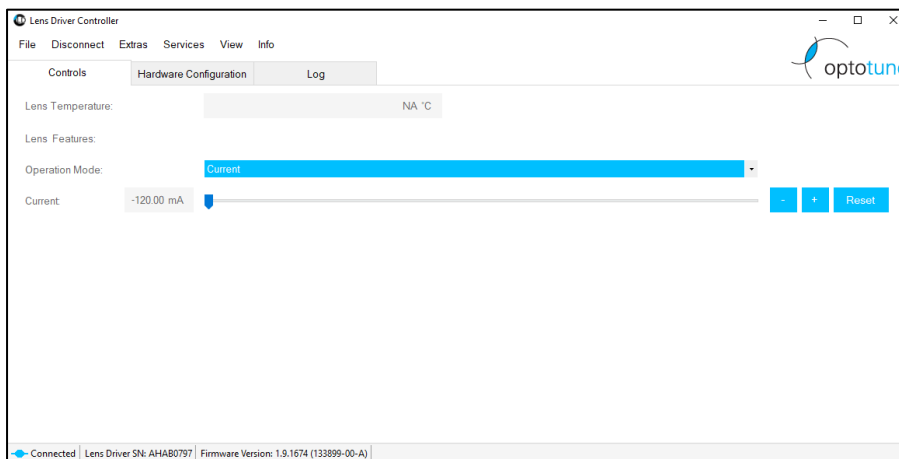 Lens Driver Controller
File Disconnect Extras Services View Info
optotune
Controls Hardware Configuration Log
Lens Temperature: NA °C
Lens Features:
Operation Mode: Current
Current: -120.00 mA - + Reset
Connected Lens Driver SN: AHAB0797 Firmware Version: 1.9.1674 (133899-00-A)